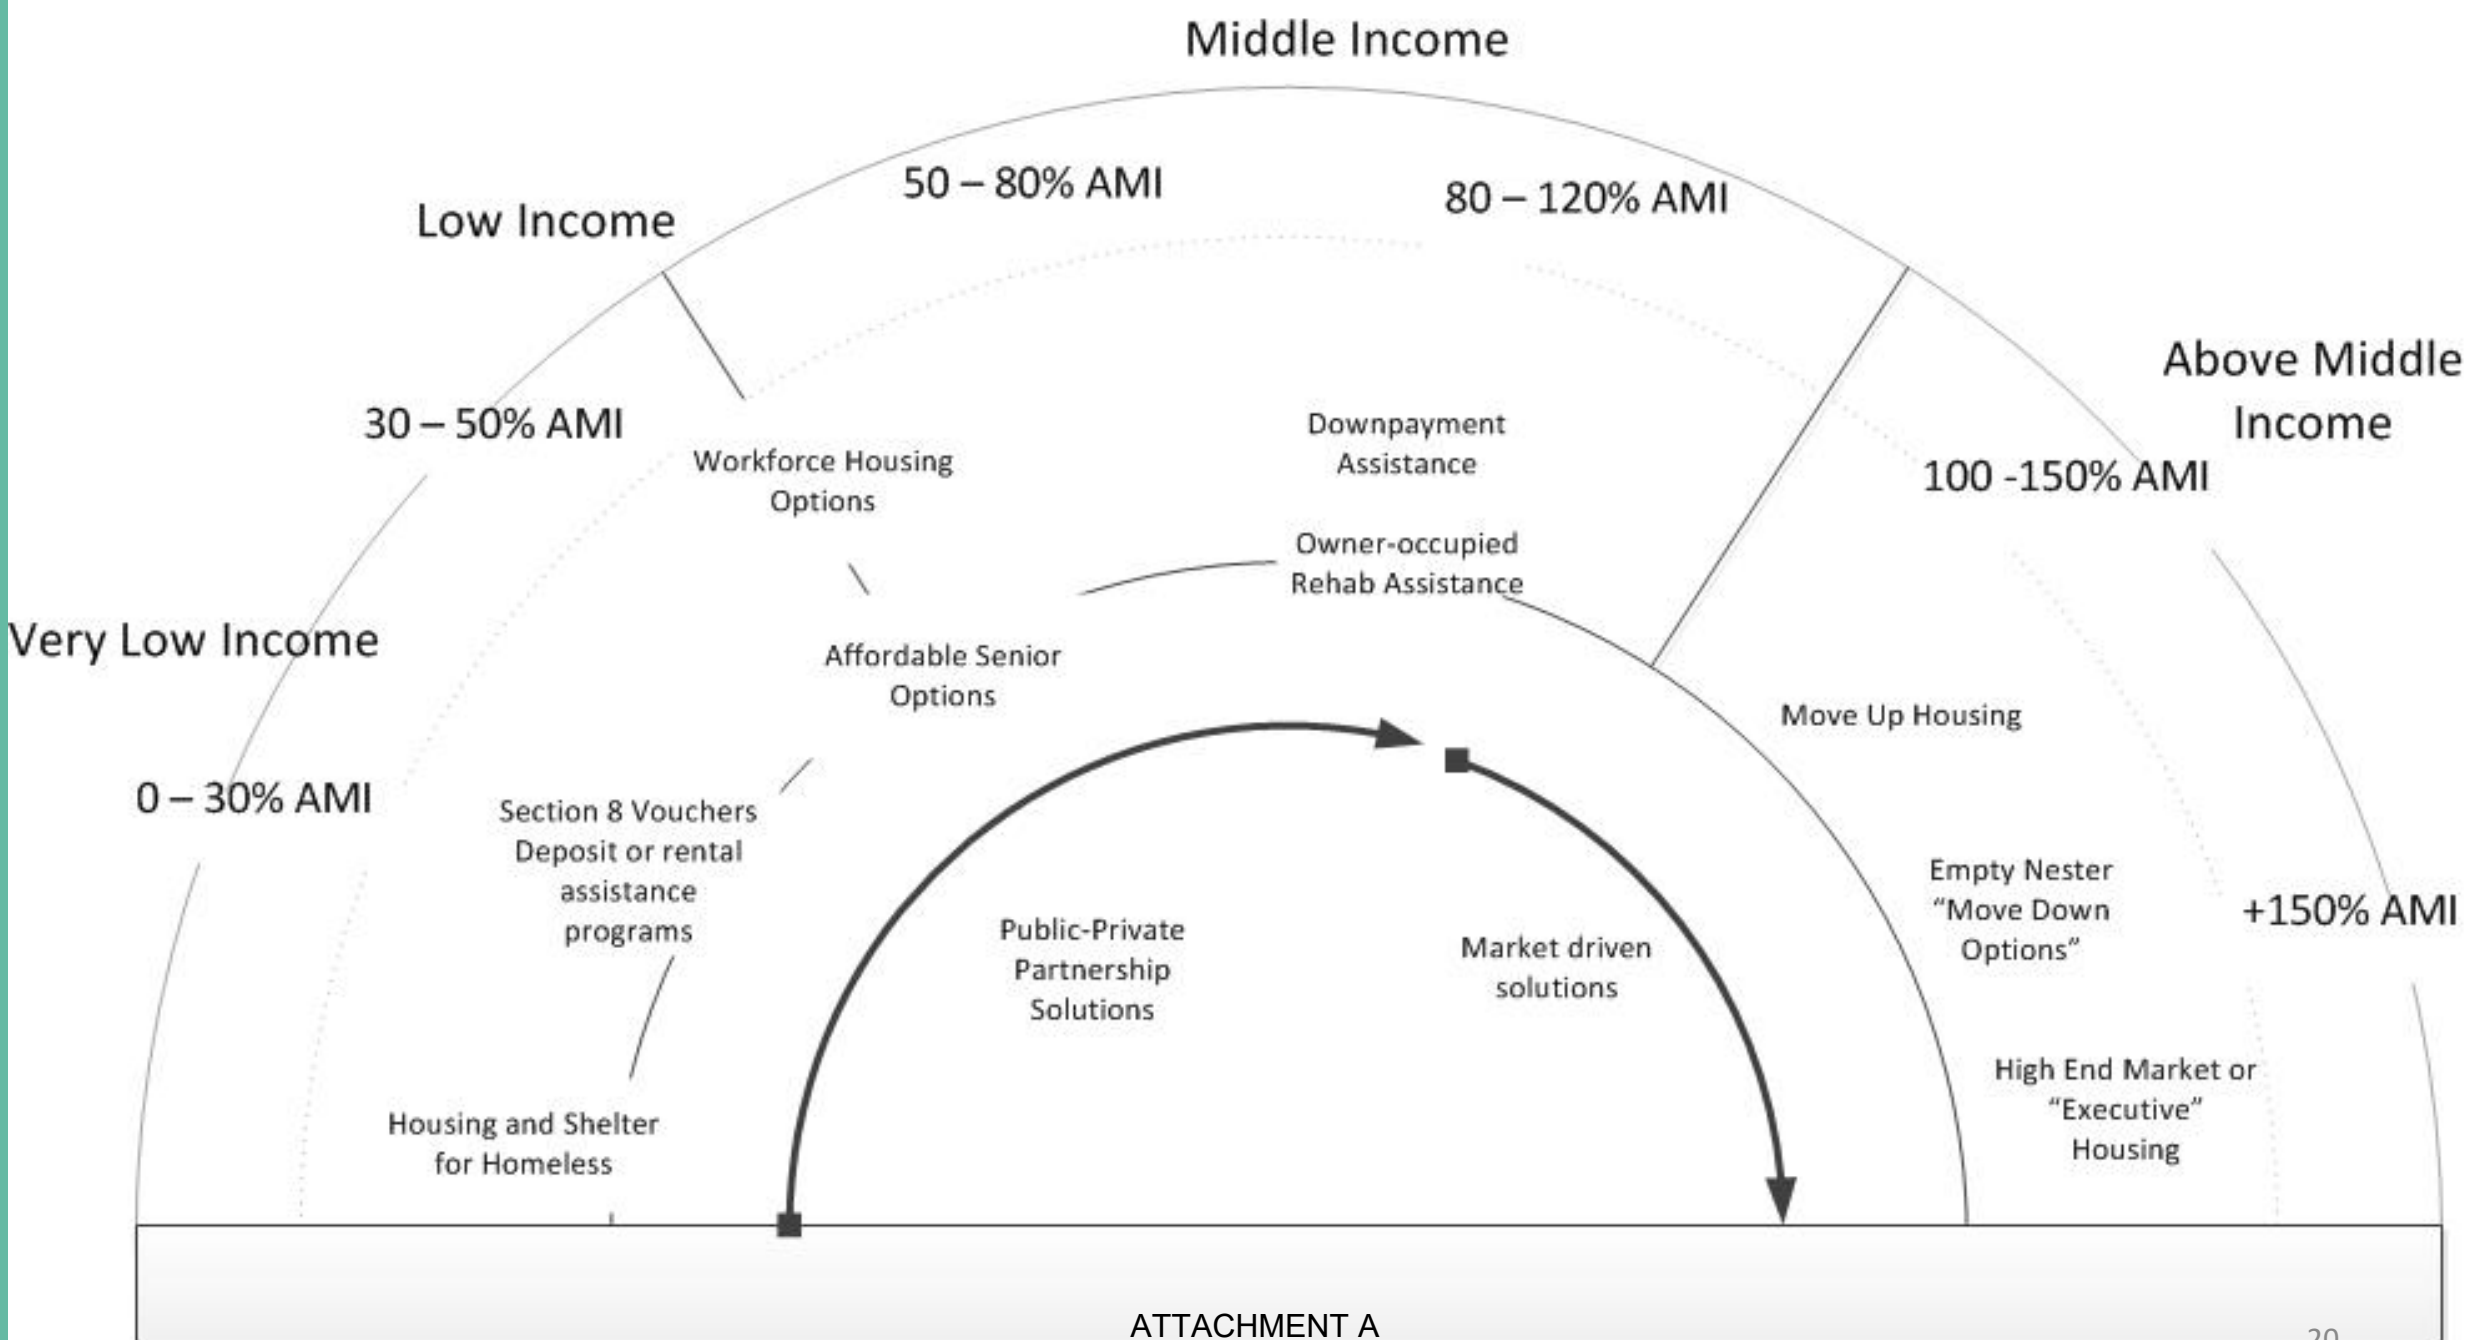 Middle Income
50 – 80% AMI
80 – 120% AMI
Low Income
30 – 50% AMI
Above Middle
Income
100 -150% AMI
Downpayment
Assistance
Workforce Housing
Options
Owner-occupied
Rehab Assistance
Very Low Income
0 – 30% AMI
Affordable Senior
Options
Move Up Housing
Section 8 Vouchers
Deposit or rental
assistance
programs
Empty Nester
“Move Down
Options”
+150% AMI
Public-Private
Partnership
Solutions
Market driven
solutions
High End Market or
“Executive”
Housing
Housing and Shelter
for Homeless
ATTACHMENT A
20